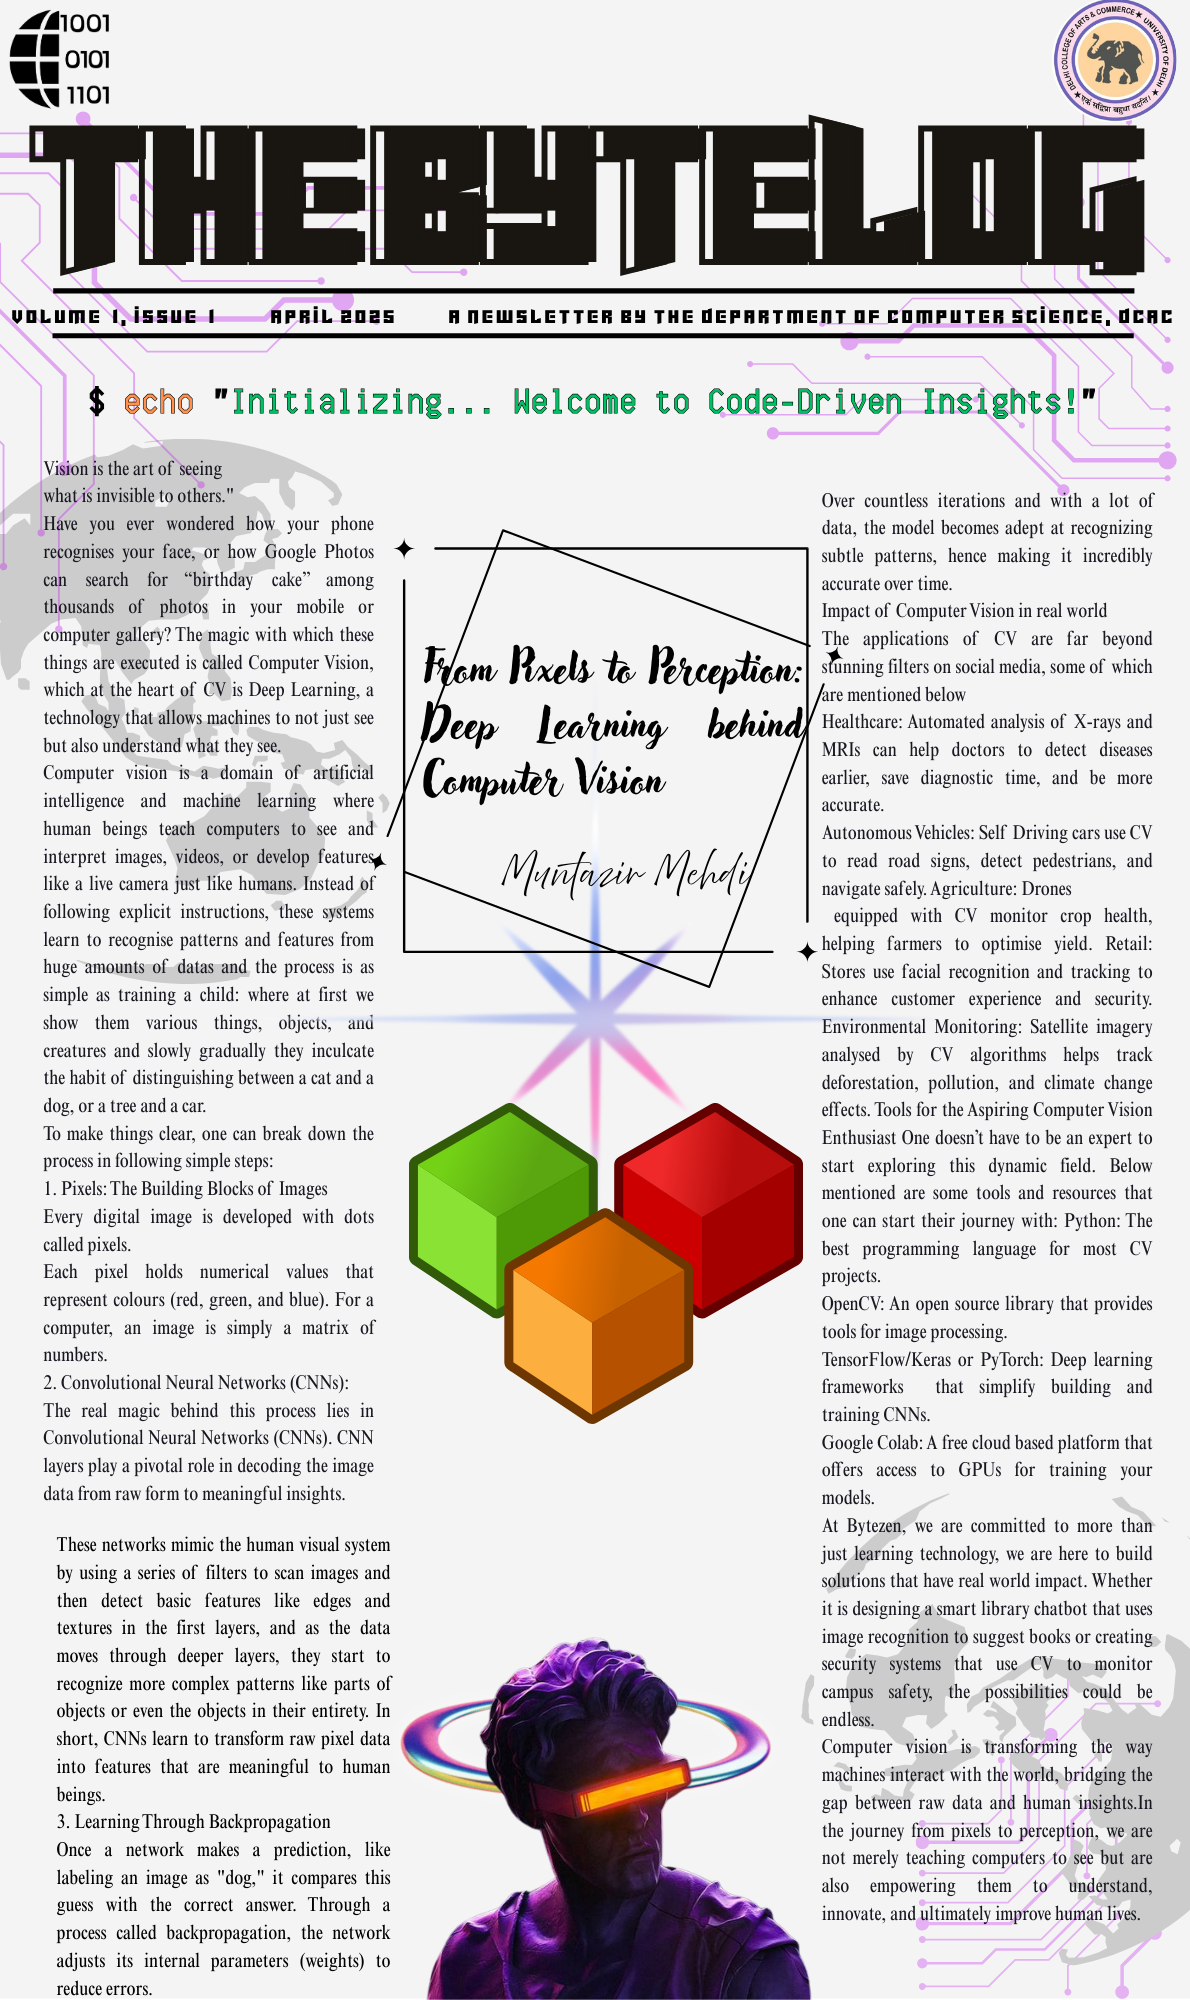 1001
0101
1101
DELHI COLLEGE OF ARTS & COMMERCE ★ UNIVERSITY OF DELHI ★
एकं सद्विप्रा बहुधा वदन्ति।
THEBYTELOG
VOLUME 1, ISSUE 1 APRIL 2025 A NEWSLETTER BY THE DEPARTMENT OF COMPUTER SCIENCE, DCAC
$ echo "Initializing... Welcome to Code-Driven Insights!"
Vision is the art of seeing
what is invisible to others."
Have you ever wondered how your phone
recognises your face, or how Google Photos
can search for “birthday cake” among
thousands of photos in your mobile or
computer gallery? The magic with which these
things are executed is called Computer Vision,
which at the heart of CV is Deep Learning, a
technology that allows machines to not just see
but also understand what they see.
Computer vision is a domain of artificial
intelligence and machine learning where
human beings teach computers to see and
interpret images, videos, or develop features
like a live camera just like humans. Instead of
following explicit instructions, these systems
learn to recognise patterns and features from
huge amounts of datas and the process is as
simple as training a child: where at first we
show them various things, objects, and
creatures and slowly gradually they inculcate
the habit of distinguishing between a cat and a
dog, or a tree and a car.
To make things clear, one can break down the
process in following simple steps:
1. Pixels: The Building Blocks of Images
Every digital image is developed with dots
called pixels.
Each pixel holds numerical values that
represent colours (red, green, and blue). For a
computer, an image is simply a matrix of
numbers.
2. Convolutional Neural Networks (CNNs):
The real magic behind this process lies in
Convolutional Neural Networks (CNNs). CNN
layers play a pivotal role in decoding the image
data from raw form to meaningful insights.
These networks mimic the human visual system
by using a series of filters to scan images and
then detect basic features like edges and
textures in the first layers, and as the data
moves through deeper layers, they start to
recognize more complex patterns like parts of
objects or even the objects in their entirety. In
short, CNNs learn to transform raw pixel data
into features that are meaningful to human
beings.
3. Learning Through Backpropagation
Once a network makes a prediction, like
labeling an image as "dog," it compares this
guess with the correct answer. Through a
process called backpropagation, the network
adjusts its internal parameters (weights) to
reduce errors.
From Pixels to Perception:
Deep Learning behind
Computer Vision
Muntazir Mehdi
Over countless iterations and with a lot of
data, the model becomes adept at recognizing
subtle patterns, hence making it incredibly
accurate over time.
Impact of Computer Vision in real world
The applications of CV are far beyond
stunning filters on social media, some of which
are mentioned below
Healthcare: Automated analysis of X-rays and
MRIs can help doctors to detect diseases
earlier, save diagnostic time, and be more
accurate.
Autonomous Vehicles: Self Driving cars use CV
to read road signs, detect pedestrians, and
navigate safely. Agriculture: Drones
equipped with CV monitor crop health,
helping farmers to optimise yield. Retail:
Stores use facial recognition and tracking to
enhance customer experience and security.
Environmental Monitoring: Satellite imagery
analysed by CV algorithms helps track
deforestation, pollution, and climate change
effects. Tools for the Aspiring Computer Vision
Enthusiast One doesn’t have to be an expert to
start exploring this dynamic field. Below
mentioned are some tools and resources that
one can start their journey with: Python: The
best programming language for most CV
projects.
OpenCV: An open source library that provides
tools for image processing.
TensorFlow/Keras or PyTorch: Deep learning
frameworks that simplify building and
training CNNs.
Google Colab: A free cloud based platform that
offers access to GPUs for training your
models.
At Bytezen, we are committed to more than
just learning technology, we are here to build
solutions that have real world impact. Whether
it is designing a smart library chatbot that uses
image recognition to suggest books or creating
security systems that use CV to monitor
campus safety, the possibilities could be
endless.
Computer vision is transforming the way
machines interact with the world, bridging the
gap between raw data and human insights.In
the journey from pixels to perception, we are
not merely teaching computers to see but are
also empowering them to understand,
innovate, and ultimately improve human lives.